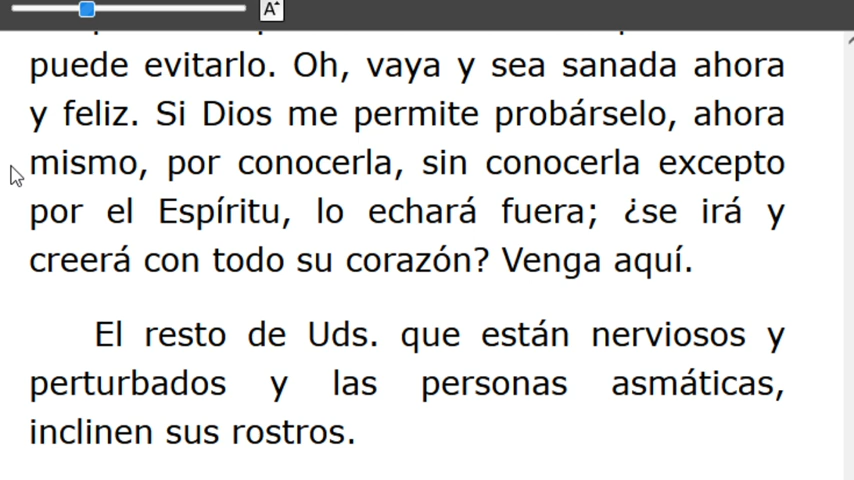 A
puede evitarlo. Oh, vaya y sea sanada ahora
y feliz. Si Dios me permite probárselo, ahora
mismo, por conocerla, sin conocerla excepto
por el Espíritu, lo echará fuera; ¿se irá y
creerá con todo su corazón? Venga aquí.
El resto de Uds. que están nerviosos y
perturbados y las personas asmáticas,
inclinen sus rostros.